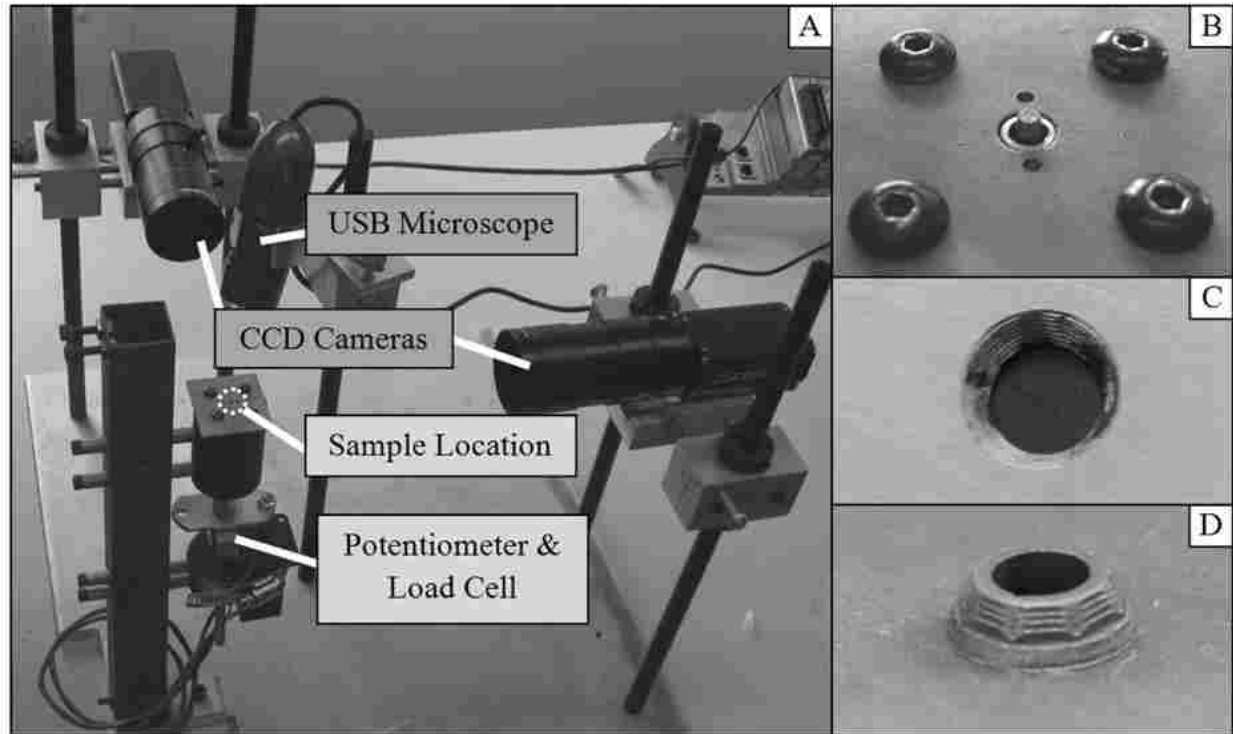 A
USB Microscope
CCD Cameras
Sample Location
Potentiometer &
Load Cell
B
C
D